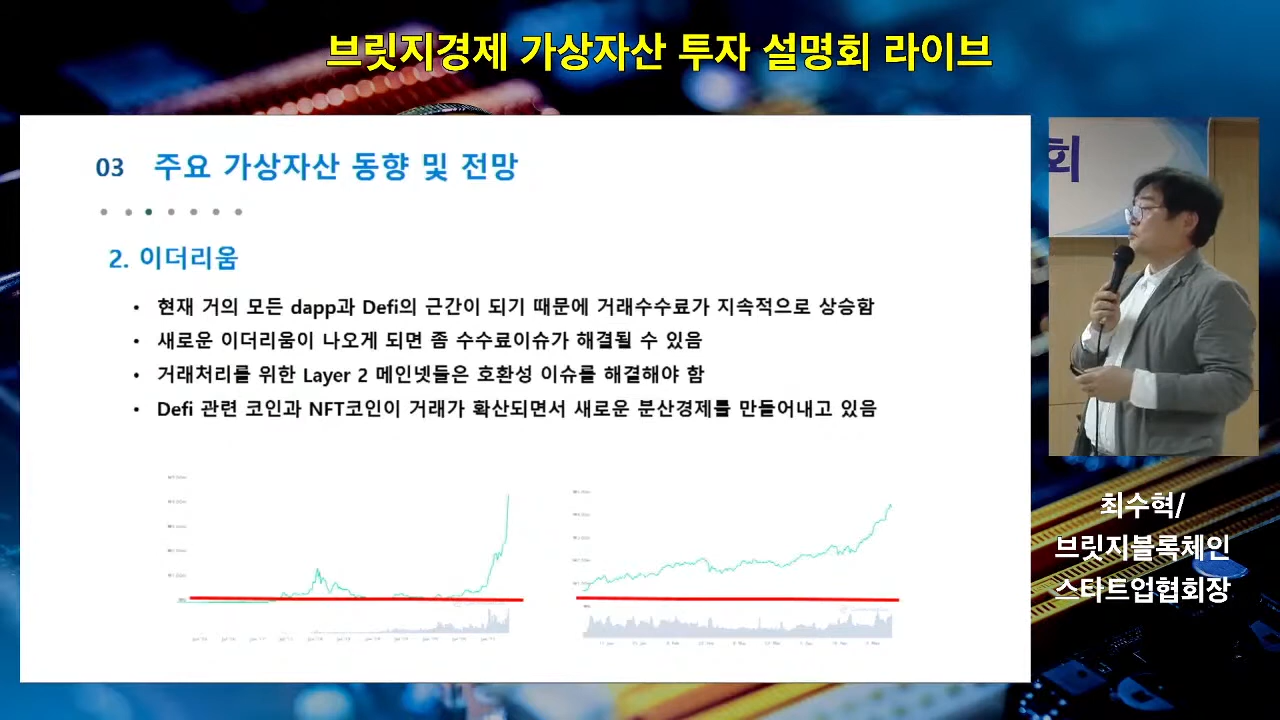 브릿지경제 가상자산 투자 설명회 라이브
03 주요 가상자산 동향 및 전망
2. 이더리움
• 현재 거의 모든 dapp과 Defi의 근간이 되기 때문에 거래수수료가 지속적으로 상승함
• 새로운 이더리움이 나오게 되면 좀 수수료이슈가 해결될 수 있음
• 거래처리를 위한 Layer 2 메인넷들은 호환성 이슈를 해결해야 함
• Defi 관련 코인과 NFT코인이 거래가 확산되면서 새로운 분산경제를 만들어내고 있음
회
최수혁/
브릿지블록체인
스타트업협회장